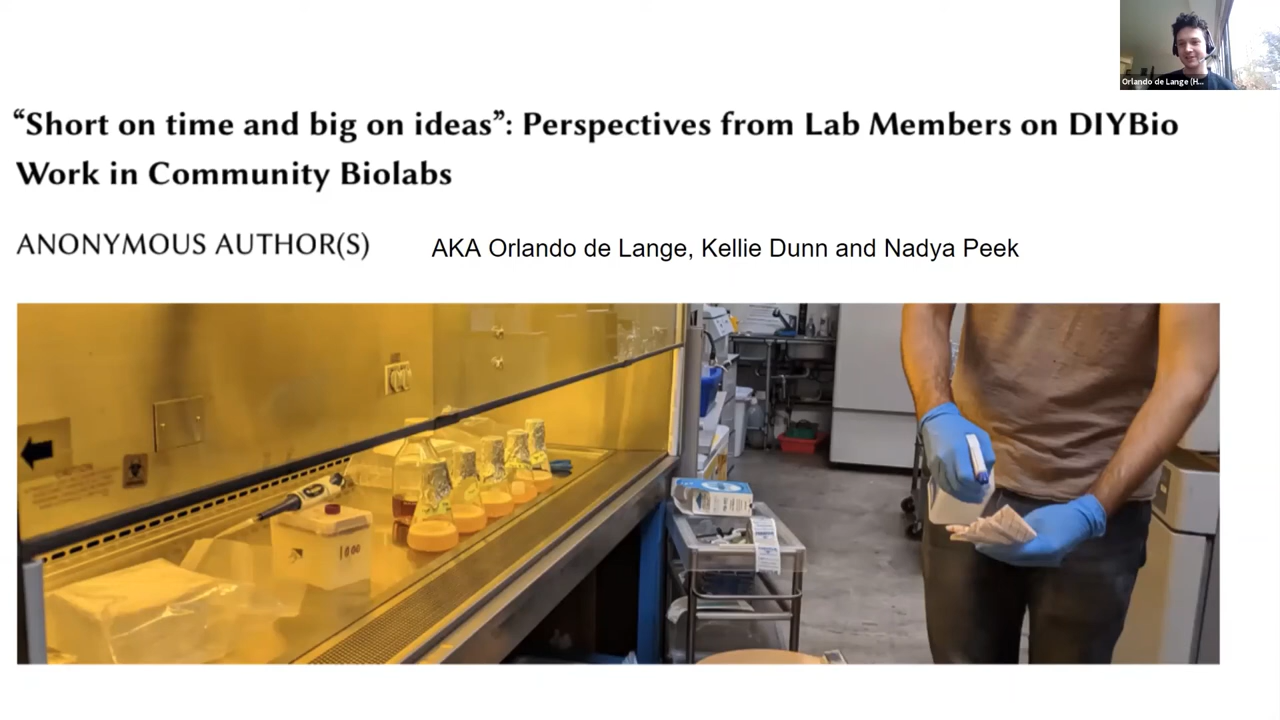 Orlando de Lange (H...
“Short on time and big on ideas”: Perspectives from Lab Members on DIYBio
Work in Community Biolabs
ANONYMOUS AUTHOR(S)
AKA Orlando de Lange, Kellie Dunn and Nadya Peek
1000